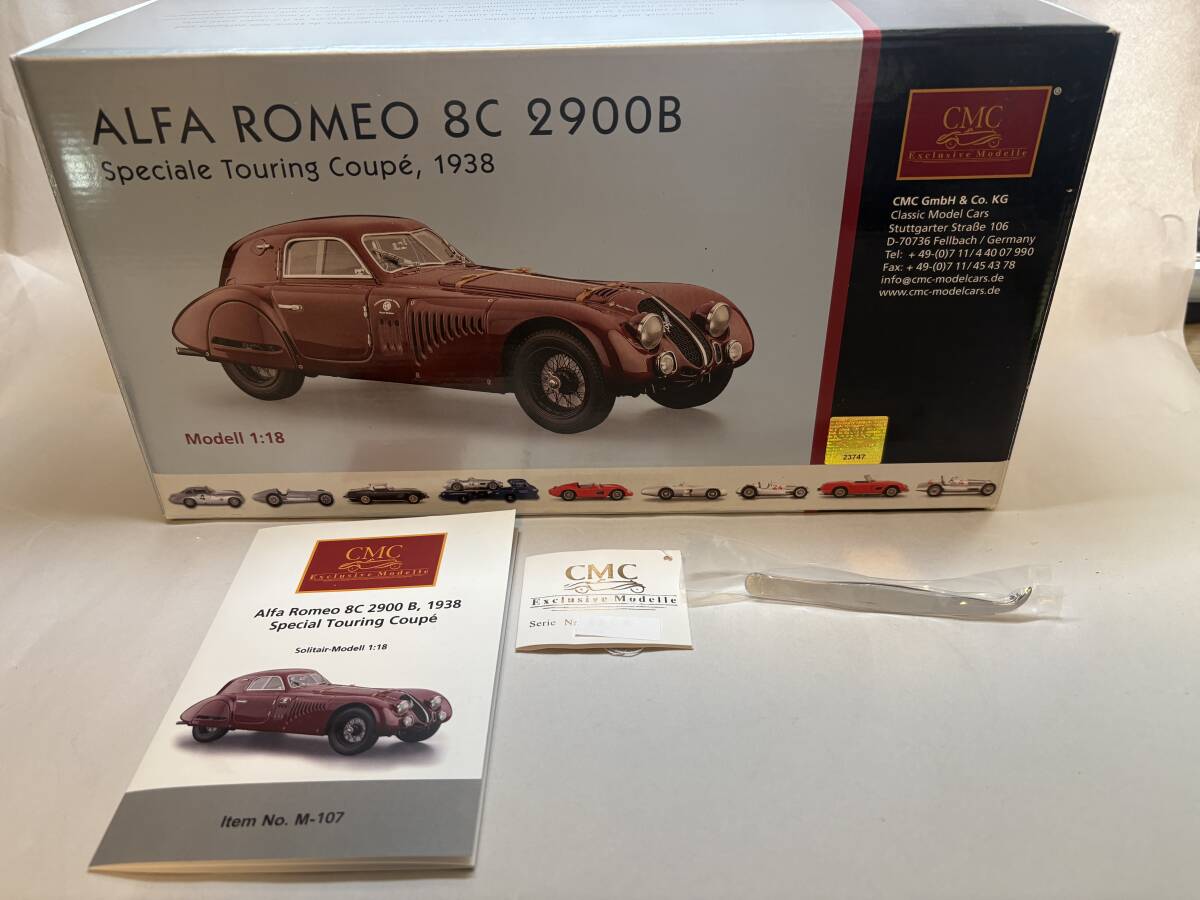 ALFA ROMEO 8C 2900B
Speciale Touring Coupé, 1938
Modell 1:18
CMC
®
Exclusive Modelle
CMC GmbH & Co. KG
Classic Model Cars
Stuttgarter Straße 106
D-70736 Fellbach / Germany
Tel: + 49-(0)7 11/4 40 07 990
Fax: + 49-(0)7 11/45 43 78
info@cmc-modelcars.de
www.cmc-modelcars.de
CMC
23747
CMC
Exclusive Modelle
Alfa Romeo 8C 2900 B, 1938
Special Touring Coupé
Solitair-Modell 1:18
Item No. M-107
CMC
Exclusive Modelle
Serie Nr